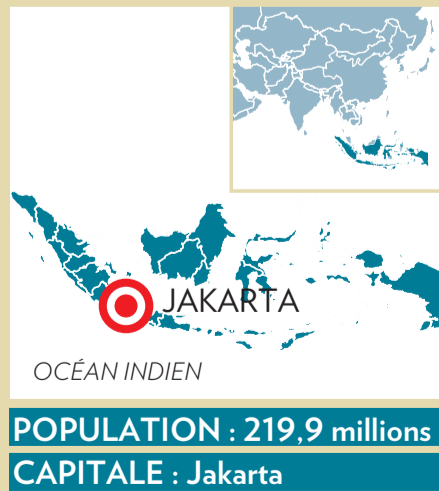 JAKARTA
OCÉAN INDIEN
POPULATION : 219,9 millions
CAPITALE : Jakarta